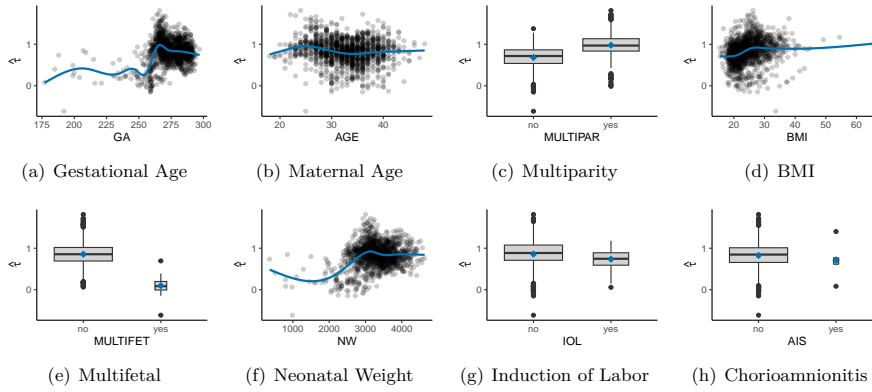 τ̂ τ̂ τ̂ τ̂
1 1 1 1
0 0 0 0
175 200 225 250 275 300 20 30 40 no yes 20 30 40 50 60
GA AGE MULTIPAR BMI
(a) Gestational Age (b) Maternal Age (c) Multiparity (d) BMI
τ̂ τ̂ τ̂ τ̂
1 1 1 1
0 0 0 0
no yes 1000 2000 3000 4000 no yes no yes
MULTIFET NW IOL AIS
(e) Multifetal (f) Neonatal Weight (g) Induction of Labor (h) Chorioamnionitis